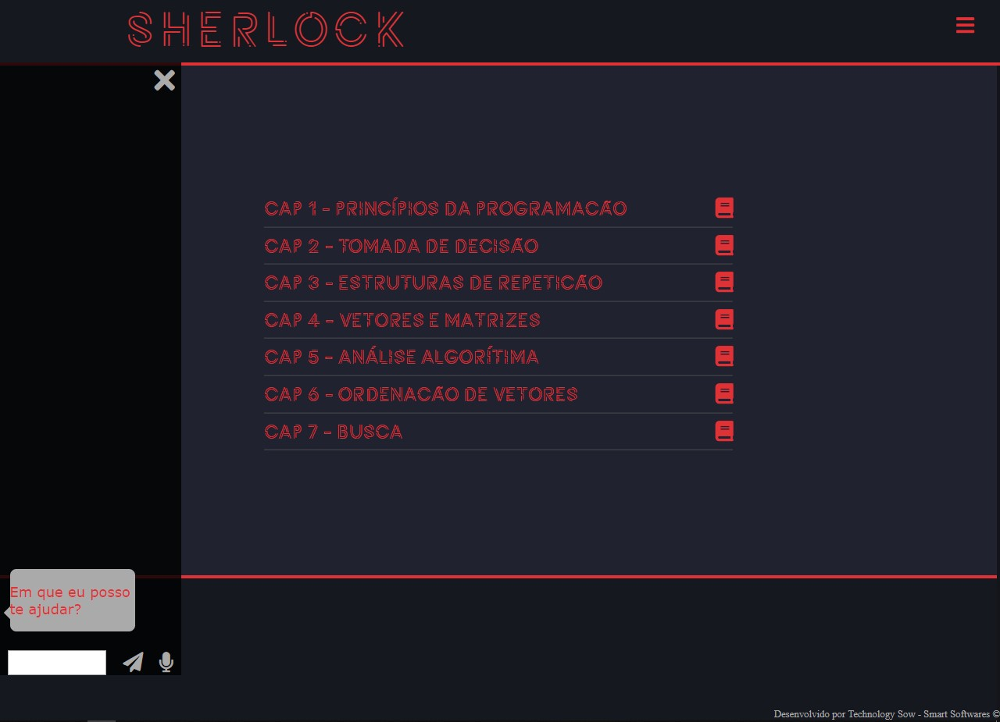 SHERLOCK
CAP 1 - PRINCÍPIOS DA PROGRAMACÃO
CAP 2 - TOMADA DE DECISÃO
CAP 3 - ESTRUTURAS DE REPETICÃO
CAP 4 - VETORES E MATRIZES
CAP 5 - ANÁLISE ALGORÍTIMA
CAP 6 - ORDENACÃO DE VETORES
CAP 7 - BUSCA
Em que eu posso
te ajudar?
Desenvolvido por Technology Sow - Smart Softwares ©